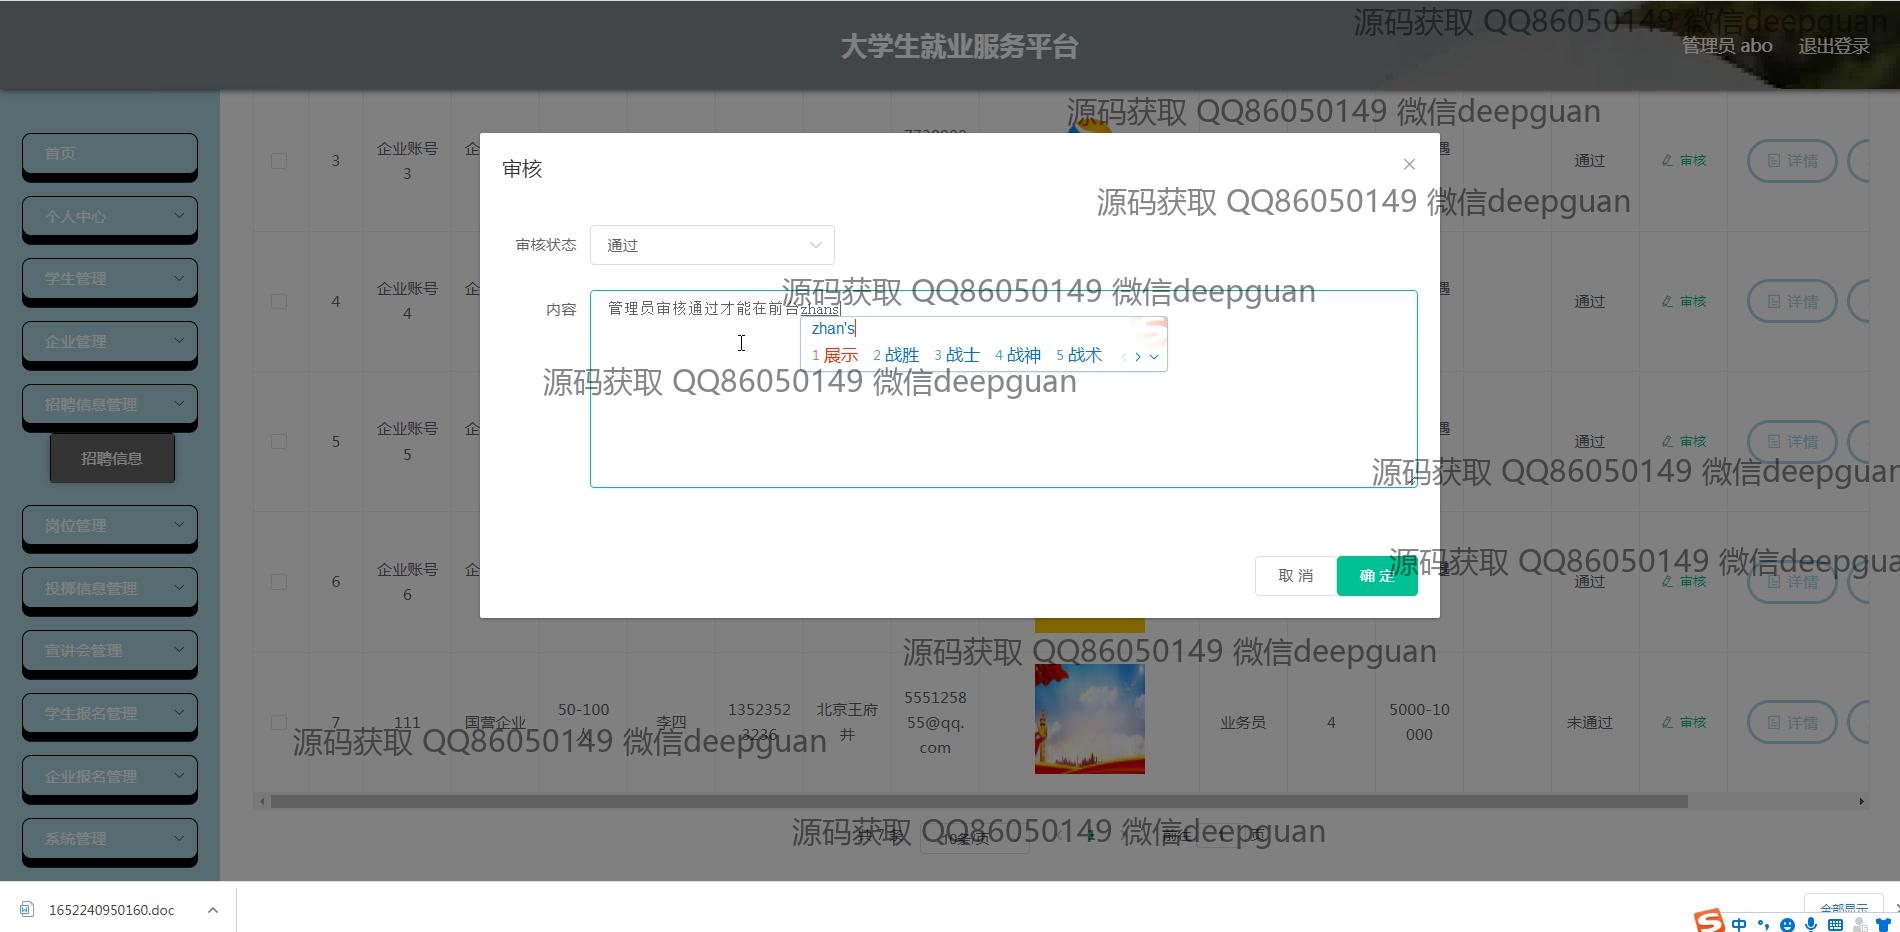 源码获取 QQ86050149 微信deepguan
大学生就业服务平台
管理员 abo
退出登录
源码获取 QQ86050149 微信deepguan
首页
个人中心
学生管理
企业管理
招聘信息管理
招聘信息
岗位管理
投掷信息管理
宣讲会管理
学生报名管理
企业报名管理
系统管理
3
企业账号
3
企
遇
通过
审核
详情
源码获取 QQ86050149 微信deepguan
4
企业账号
4
企
遇
通过
审核
详情
5
企业账号
5
企
遇
通过
审核
详情
6
企业账号
6
企
通过
审核
详情
审核
审核状态
通过
源码获取 QQ86050149 微信deepguan
内容
管理员审核通过才能在前台zhans
zhan's
1 展示 2 战胜 3 战士 4 战神 5 战术
源码获取 QQ86050149 微信deepguan
源码获取 QQ86050149 微信deepguan
源码获取 QQ86050149 微信deepguan
取消
确定
源码获取 QQ86050149 微信deepguan
7
111
国营企业
50-100
人
李四
1352352
3236
北京王府
井
5551258
55@qq.
com
业务员
4
5000-10
000
未通过
审核
详情
源码获取 QQ86050149 微信deepguan
源码获取 QQ86050149 微信deepguan
10条/页
1
前往
1
页
1652240950160.doc
全部显示
中